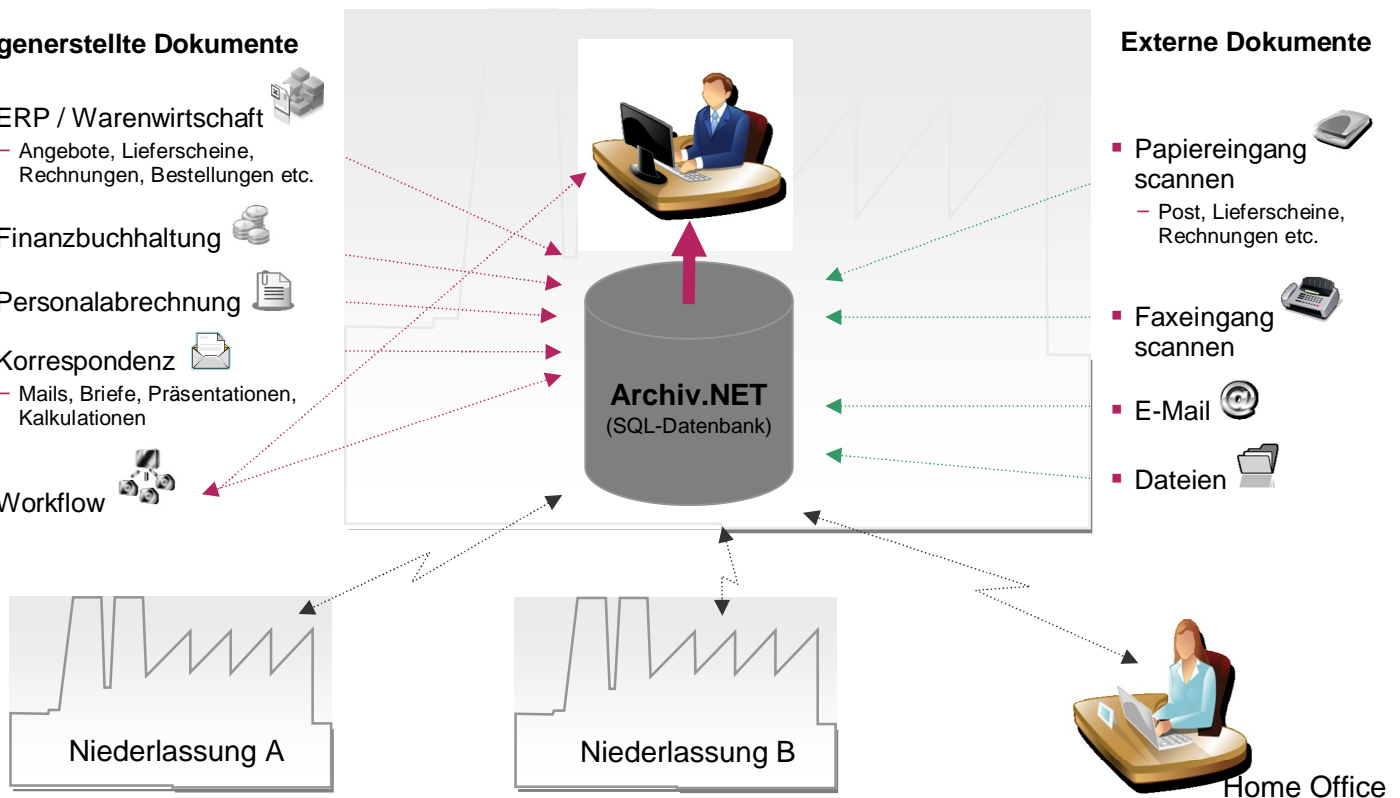 generstellte Dokumente
ERP / Warenwirtschaft
– Angebote, Lieferscheine,
Rechnungen, Bestellungen etc.
Finanzbuchhaltung
Personalabrechnung
Korrespondenz
– Mails, Briefe, Präsentationen,
Kalkulationen
Workflow
Archiv.NET
(SQL-Datenbank)
Externe Dokumente
▪ Papiereingang
scannen
– Post, Lieferscheine,
Rechnungen etc.
▪ Faxeingang
scannen
▪ E-Mail
@
▪ Dateien
Niederlassung A
Niederlassung B
Home Office